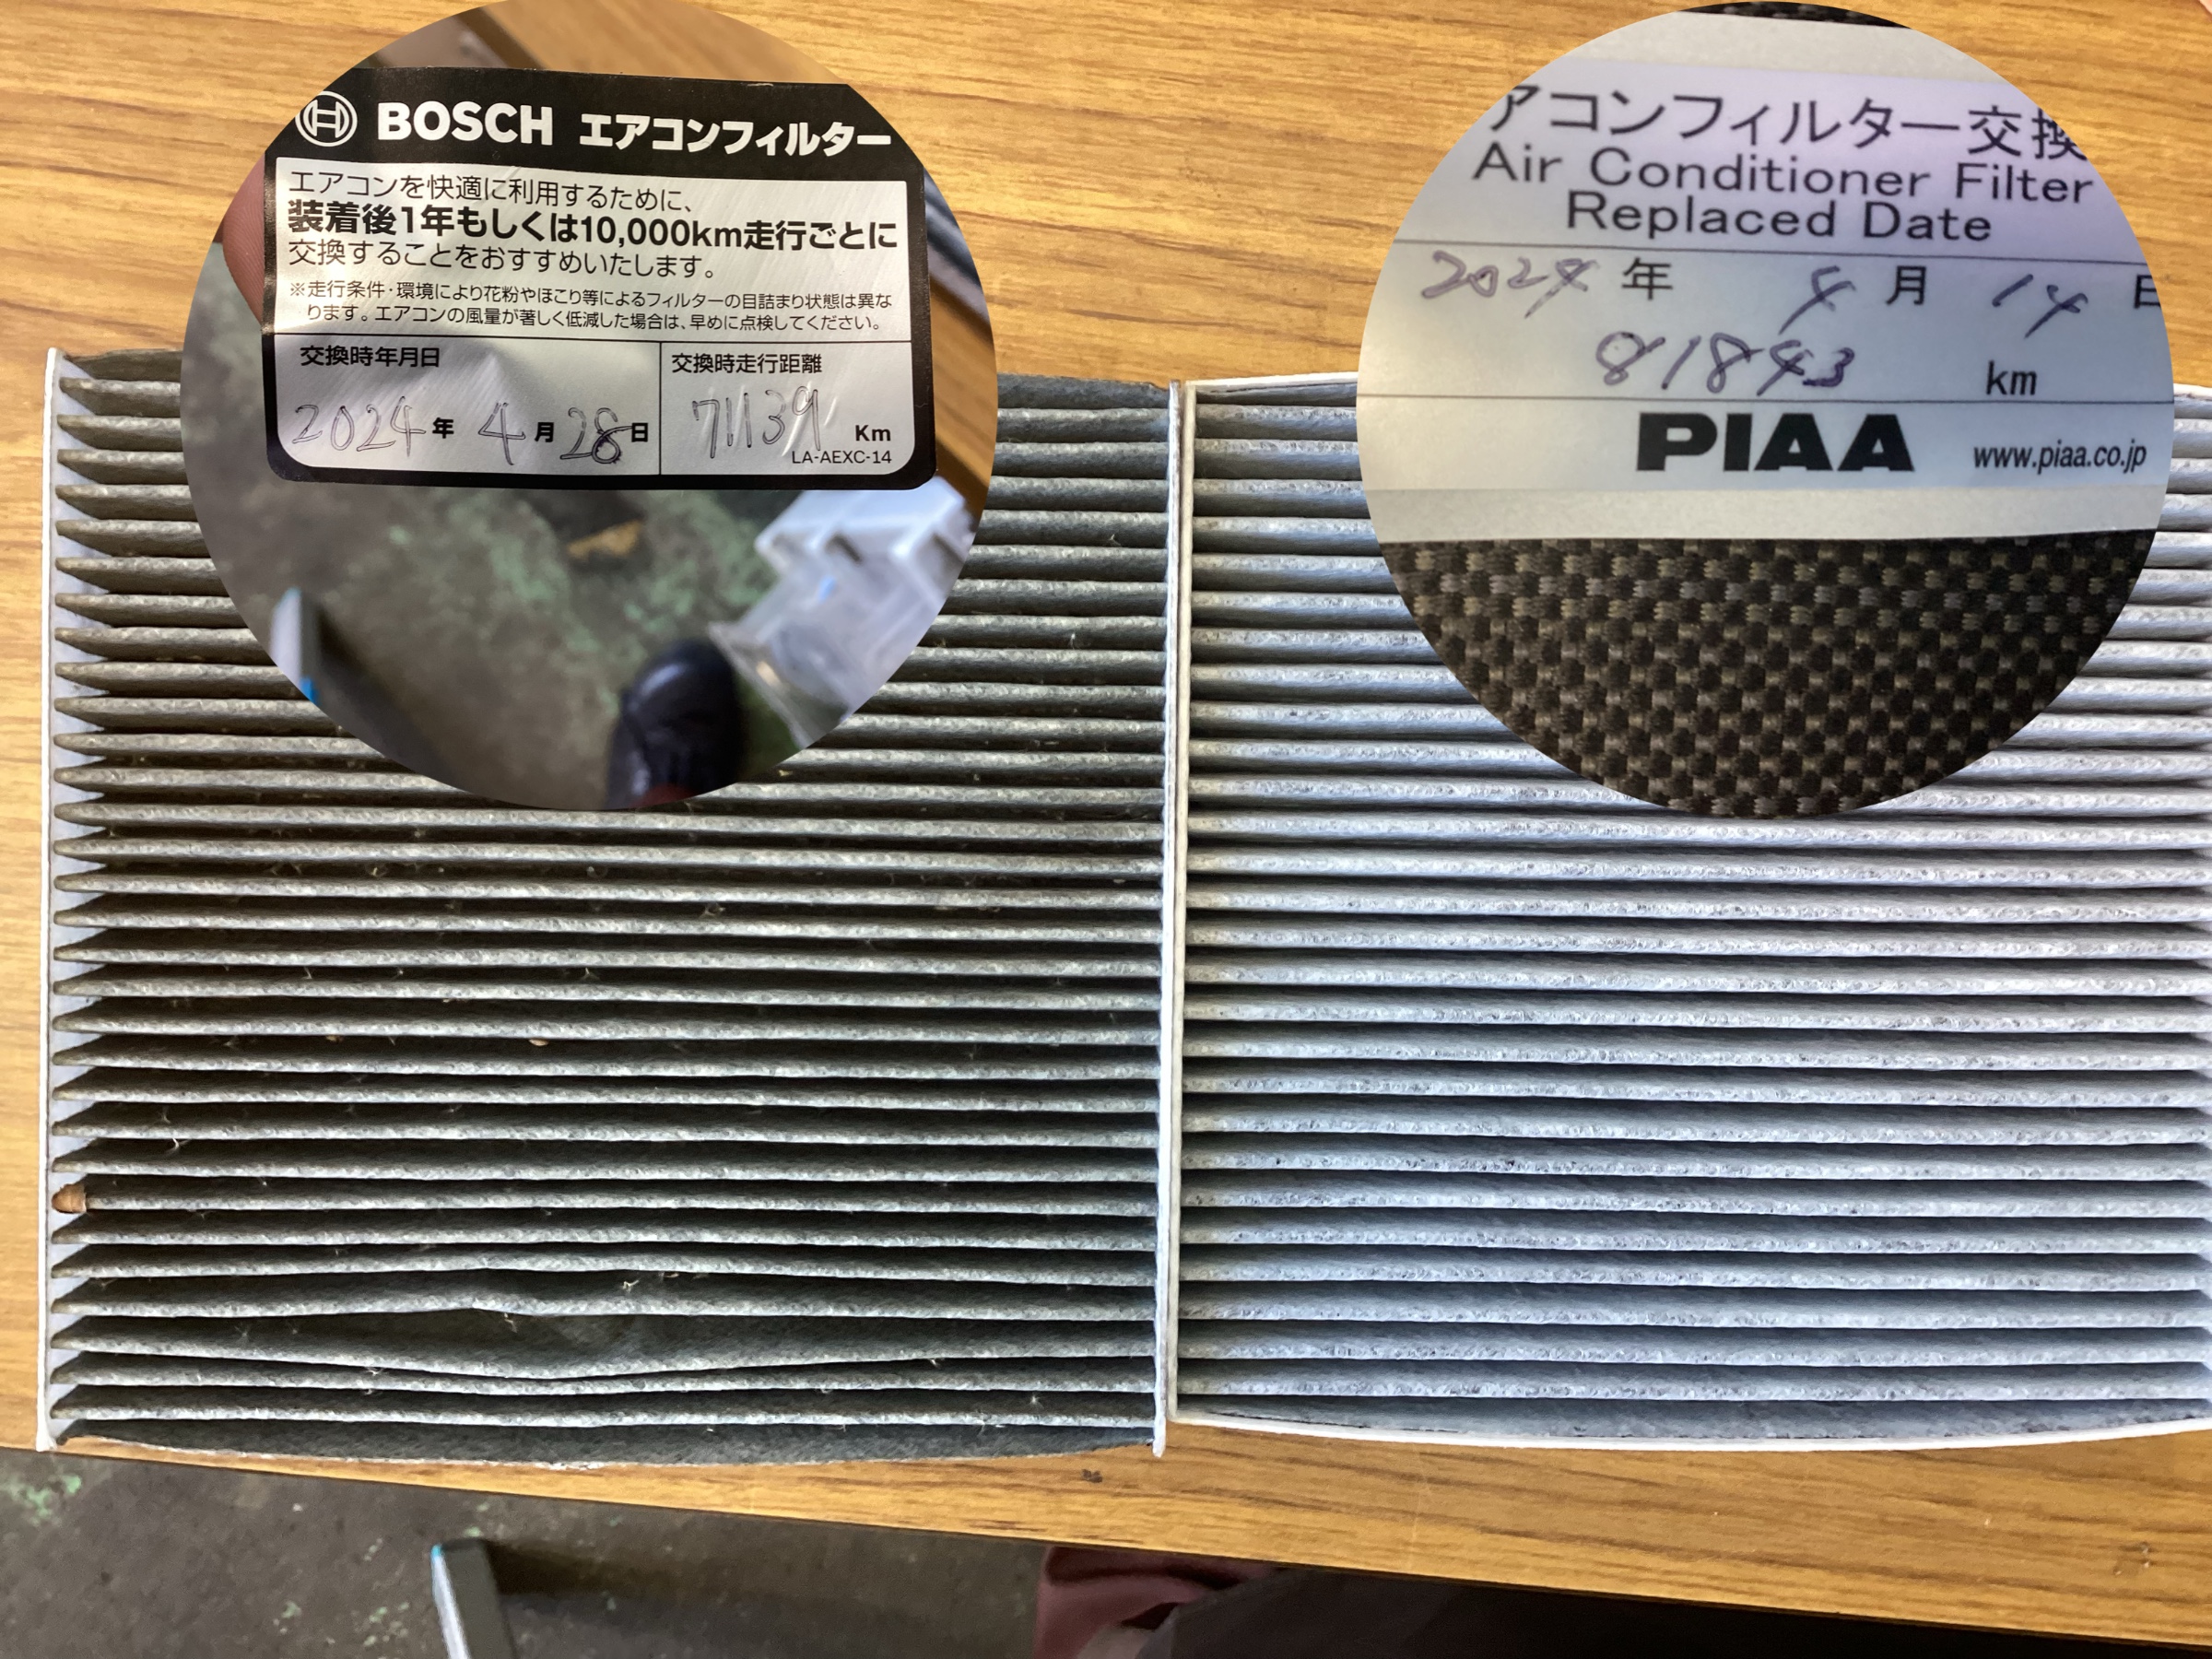 BOSCH エアコンフィルター
エアコンを快適に利用するために、
装着後1年もしくは10,000km走行ごとに
交換することをおすすめいたします。
※走行条件・環境により花粉やほこり等によるフィルターの目詰まり状態は異な
ります。エアコンの風量が著しく低減した場合は、早めに点検してください。
交換時年月日
2024年 4月28日
交換時走行距離
71139 Km
LA-AEXC-14
アコンフィルター交換
Air Conditioner Filter
Replaced Date
2024 年 4 月 14 日
81843 km
PIAA www.piaa.co.jp